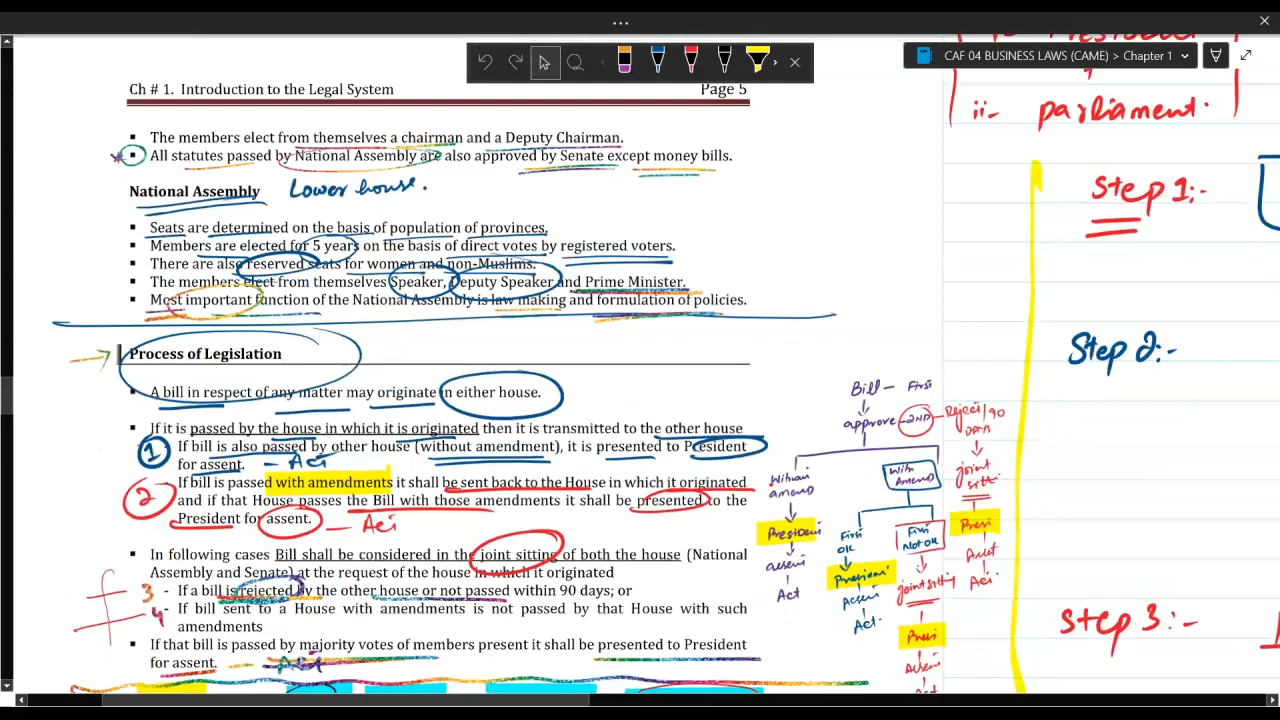 CAF 04 BUSINESS LAWS (CAME) > Chapter 1
Ch # 1. Introduction to the Legal System Page 5
▪ The members elect from themselves a chairman and a Deputy Chairman.
▪ All statutes passed by National Assembly are also approved by Senate except money bills.
National Assembly Lower house.
▪ Seats are determined on the basis of population of provinces.
▪ Members are elected for 5 years on the basis of direct votes by registered voters.
▪ There are also reserved seats for women and non-Muslims.
▪ The members elect from themselves Speaker, Deputy Speaker and Prime Minister.
▪ Most important function of the National Assembly is law making and formulation of policies.
Process of Legislation
▪ A bill in respect of any matter may originate in either house.
▪ If it is passed by the house in which it is originated then it is transmitted to the other house
1 If bill is also passed by other house (without amendment), it is presented to President
for assent. - Act
2 If bill is passed with amendments it shall be sent back to the House in which it originated
and if that House passes the Bill with those amendments it shall be presented to the
President for assent. - Act
▪ In following cases Bill shall be considered in the joint sitting of both the house (National
Assembly and Senate) at the request of the house in which it originated
3 - If a bill is rejected by the other house or not passed within 90 days; or
4 - If bill sent to a House with amendments is not passed by that House with such
amendments
▪ If that bill is passed by majority votes of members present it shall be presented to President
for assent. Act
Bill - First
approve - 2ND - Reject/90
Days
joint
sitti
Presi
Act
Without
amend
President
assent
Act
With
Amend
First
OK
President
Assent
Act
First
Not OK
joint sitting
Presi
Assent
Act
ii- parliament.
Step 1:-
Step 2:-
Step 3:-